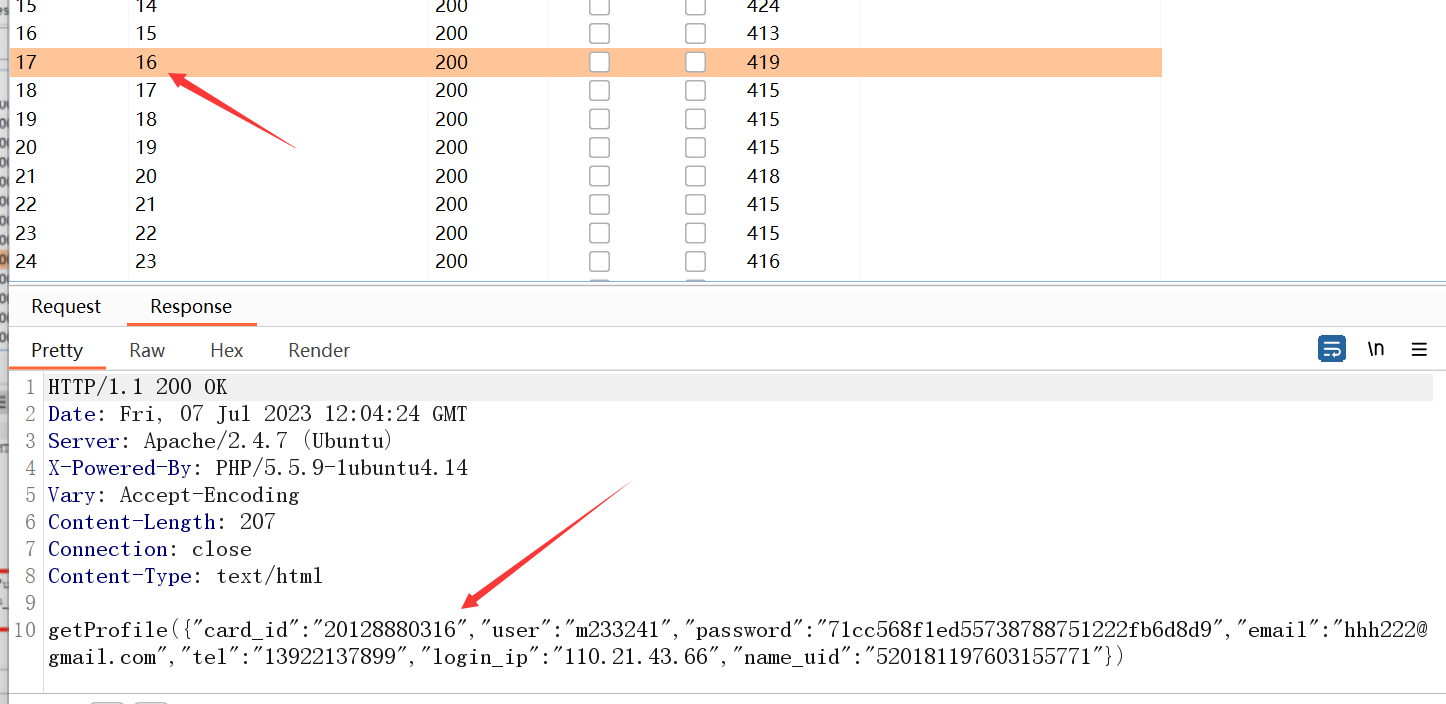 15 14 200 424
16 15 200 413
17 16 200 419
18 17 200 415
19 18 200 415
20 19 200 415
21 20 200 418
22 21 200 415
23 22 200 415
24 23 200 416
Request Response
Pretty Raw Hex Render \n
1 HTTP/1.1 200 OK
2 Date: Fri, 07 Jul 2023 12:04:24 GMT
3 Server: Apache/2.4.7 (Ubuntu)
4 X-Powered-By: PHP/5.5.9-1ubuntu4.14
5 Vary: Accept-Encoding
6 Content-Length: 207
7 Connection: close
8 Content-Type: text/html
9
10 getProfile({"card_id":"20128880316","user":"m233241","password":"71cc568f1ed55738788751222fb6d8d9","email":"hhh222@
gmail.com","tel":"13922137899","login_ip":"110.21.43.66","name_uid":"520181197603155771"})